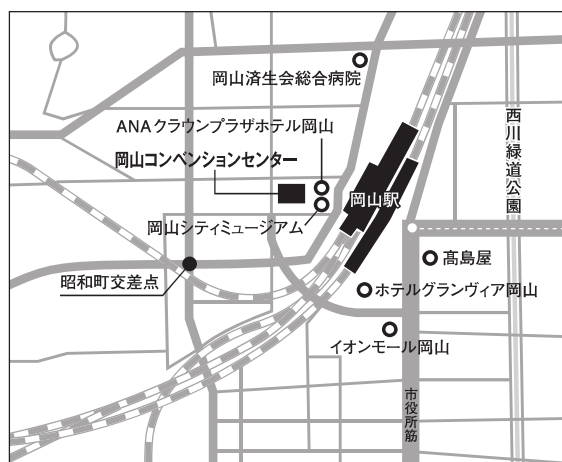 岡山済生会総合病院
ANAクラウンプラザホテル岡山
岡山コンベンションセンター
岡山シティミュージアム
岡山駅
西川緑道公園
昭和町交差点
髙島屋
ホテルグランヴィア岡山
イオンモール岡山
市役所筋